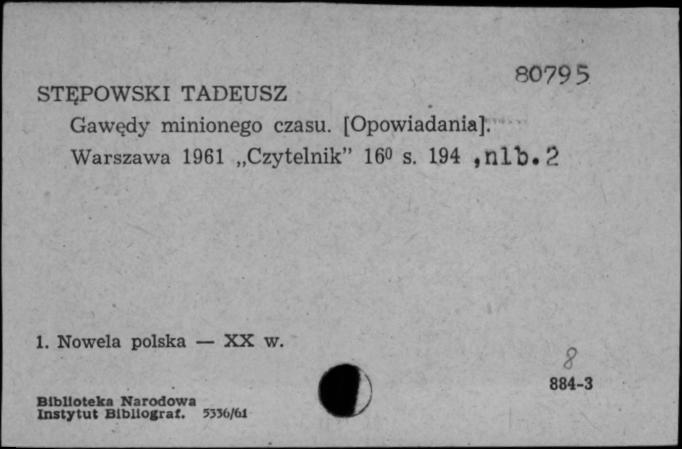 80795
STĘPOWSKI TADEUSZ
Gawędy minionego czasu. [Opowiadania].
Warszawa 1961 „Czytelnik” 16⁰ s. 194 ,nlb.2
1. Nowela polska — XX w.
8
884-3
Biblioteka Narodowa
Instytut Bibliograf. 5336/61